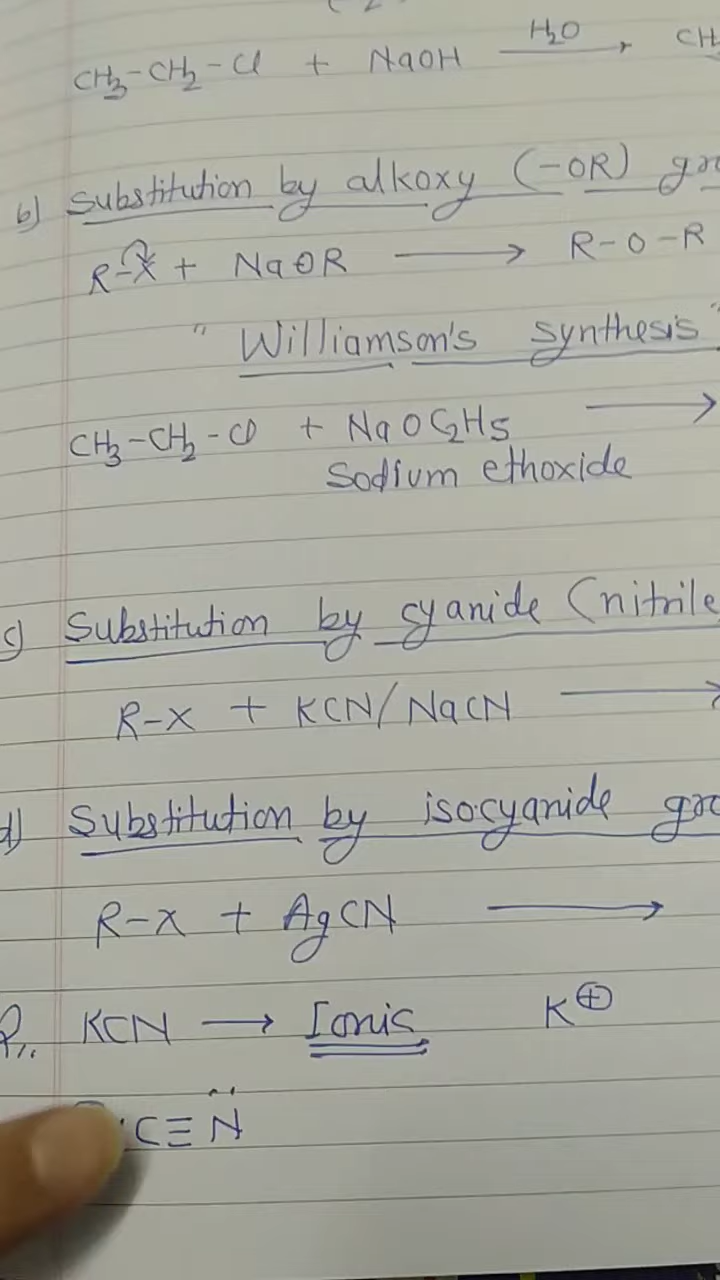 CH₃-CH₂-Cl + NaOH H₂O → CH
b) Substitution by alkoxy (-OR)
R-X + NaOR → R-O-R
" Williamson's synthesis "
CH₃-CH₂-Cl + NaOC₂H₅ →
Sodium ethoxide
c) Substitution by cyanide (nitrile
R-X + KCN/NaCN →
d) Substitution by isocyanide
R-X + AgCN →
KCN → Ionic K⊕
:C≡N̈